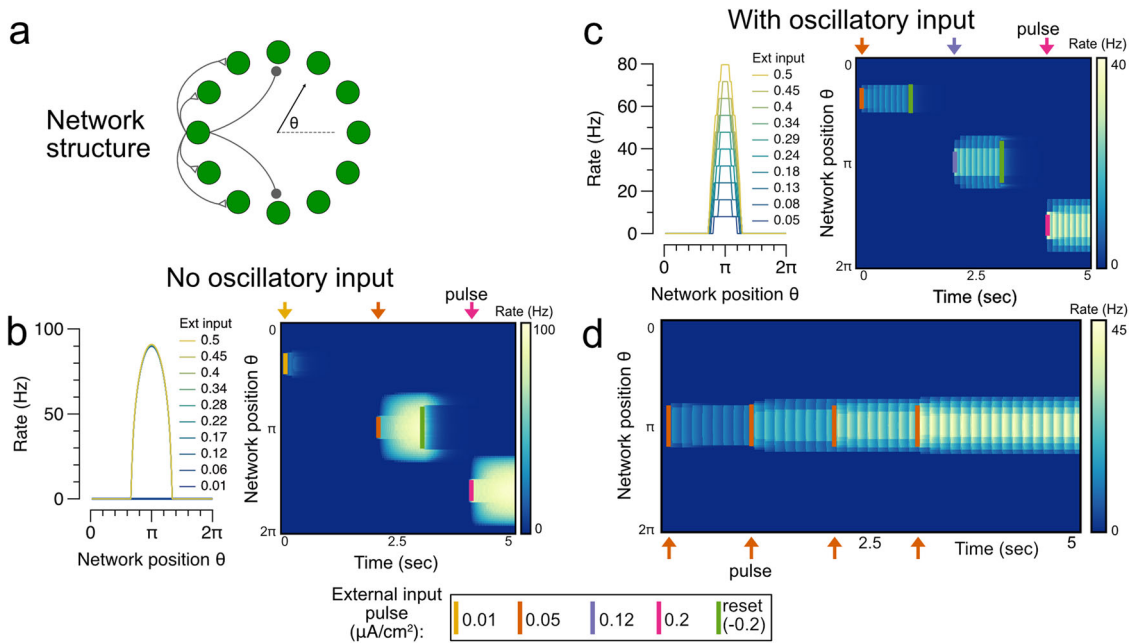 a
Network
structure
θ
c
With oscillatory input
pulse
Rate (Hz)
80
60
40
20
0
Rate (Hz)
Ext input
0.5
0.45
0.4
0.34
0.29
0.24
0.18
0.13
0.08
0.05
0
π
2π
Network position θ
0
π
2π
Network position θ
0
2.5
5
Time (sec)
40
0
No oscillatory input
b
100
50
0
Rate (Hz)
Ext input
0.5
0.45
0.4
0.34
0.28
0.22
0.17
0.12
0.06
0.01
0
π
2π
Network position θ
pulse
Rate (Hz)
100
0
0
π
2π
Network position θ
0
5
Time (sec)
d
Rate (Hz)
45
0
0
π
2π
Network position θ
2.5
Time (sec)
5
pulse
External input
pulse
(µA/cm²):
0.01
0.05
0.12
0.2
reset
(-0.2)